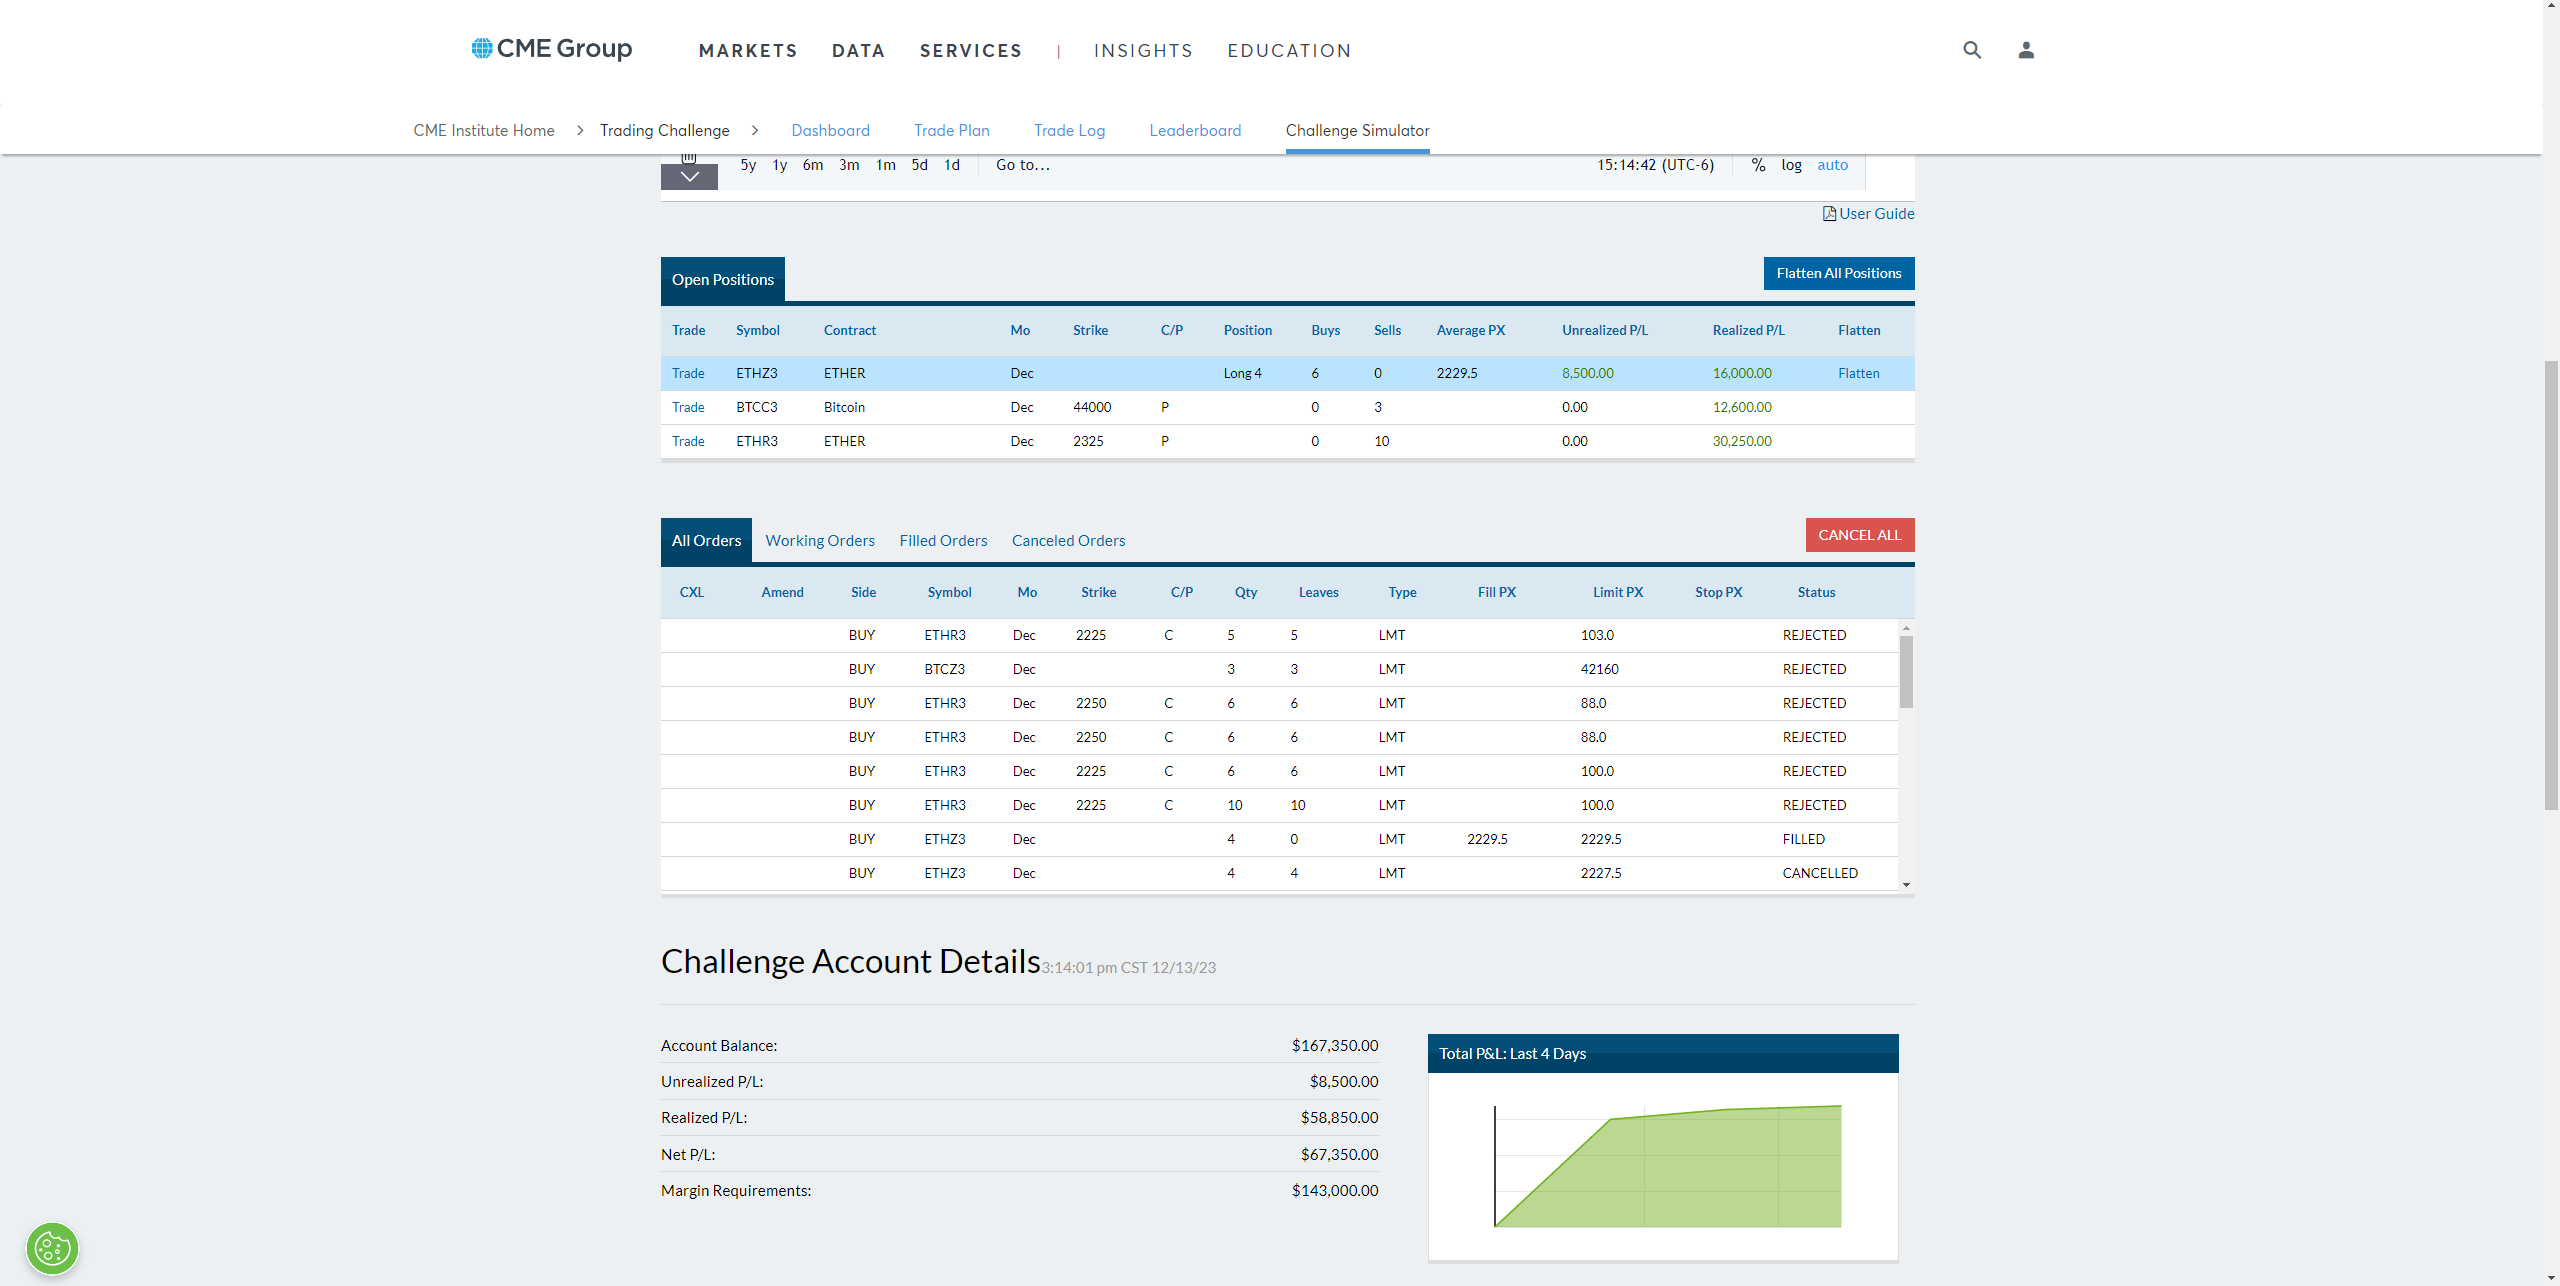 CME Group
MARKETS DATA SERVICES | INSIGHTS EDUCATION
CME Institute Home > Trading Challenge > Dashboard Trade Plan Trade Log Leaderboard Challenge Simulator
5y 1y 6m 3m 1m 5d 1d Go to... 15:14:42 (UTC-6) % log auto
User Guide
Open Positions Flatten All Positions
Trade Symbol Contract Mo Strike C/P Position Buys Sells Average PX Unrealized P/L Realized P/L Flatten
Trade ETHZ3 ETHER Dec Long 4 6 0 2229.5 8,500.00 16,000.00 Flatten
Trade BTCC3 Bitcoin Dec 44000 P 0 3 0.00 12,600.00
Trade ETHR3 ETHER Dec 2325 P 0 10 0.00 30,250.00
All Orders Working Orders Filled Orders Canceled Orders CANCEL ALL
CXL Amend Side Symbol Mo Strike C/P Qty Leaves Type Fill PX Limit PX Stop PX Status
BUY ETHR3 Dec 2225 C 5 5 LMT 103.0 REJECTED
BUY BTCZ3 Dec 3 3 LMT 42160 REJECTED
BUY ETHR3 Dec 2250 C 6 6 LMT 88.0 REJECTED
BUY ETHR3 Dec 2250 C 6 6 LMT 88.0 REJECTED
BUY ETHR3 Dec 2225 C 6 6 LMT 100.0 REJECTED
BUY ETHR3 Dec 2225 C 10 10 LMT 100.0 REJECTED
BUY ETHZ3 Dec 4 0 LMT 2229.5 2229.5 FILLED
BUY ETHZ3 Dec 4 4 LMT 2227.5 CANCELLED
Challenge Account Details 3:14:01 pm CST 12/13/23
Account Balance: $167,350.00
Unrealized P/L: $8,500.00
Realized P/L: $58,850.00
Net P/L: $67,350.00
Margin Requirements: $143,000.00
Total P&L: Last 4 Days